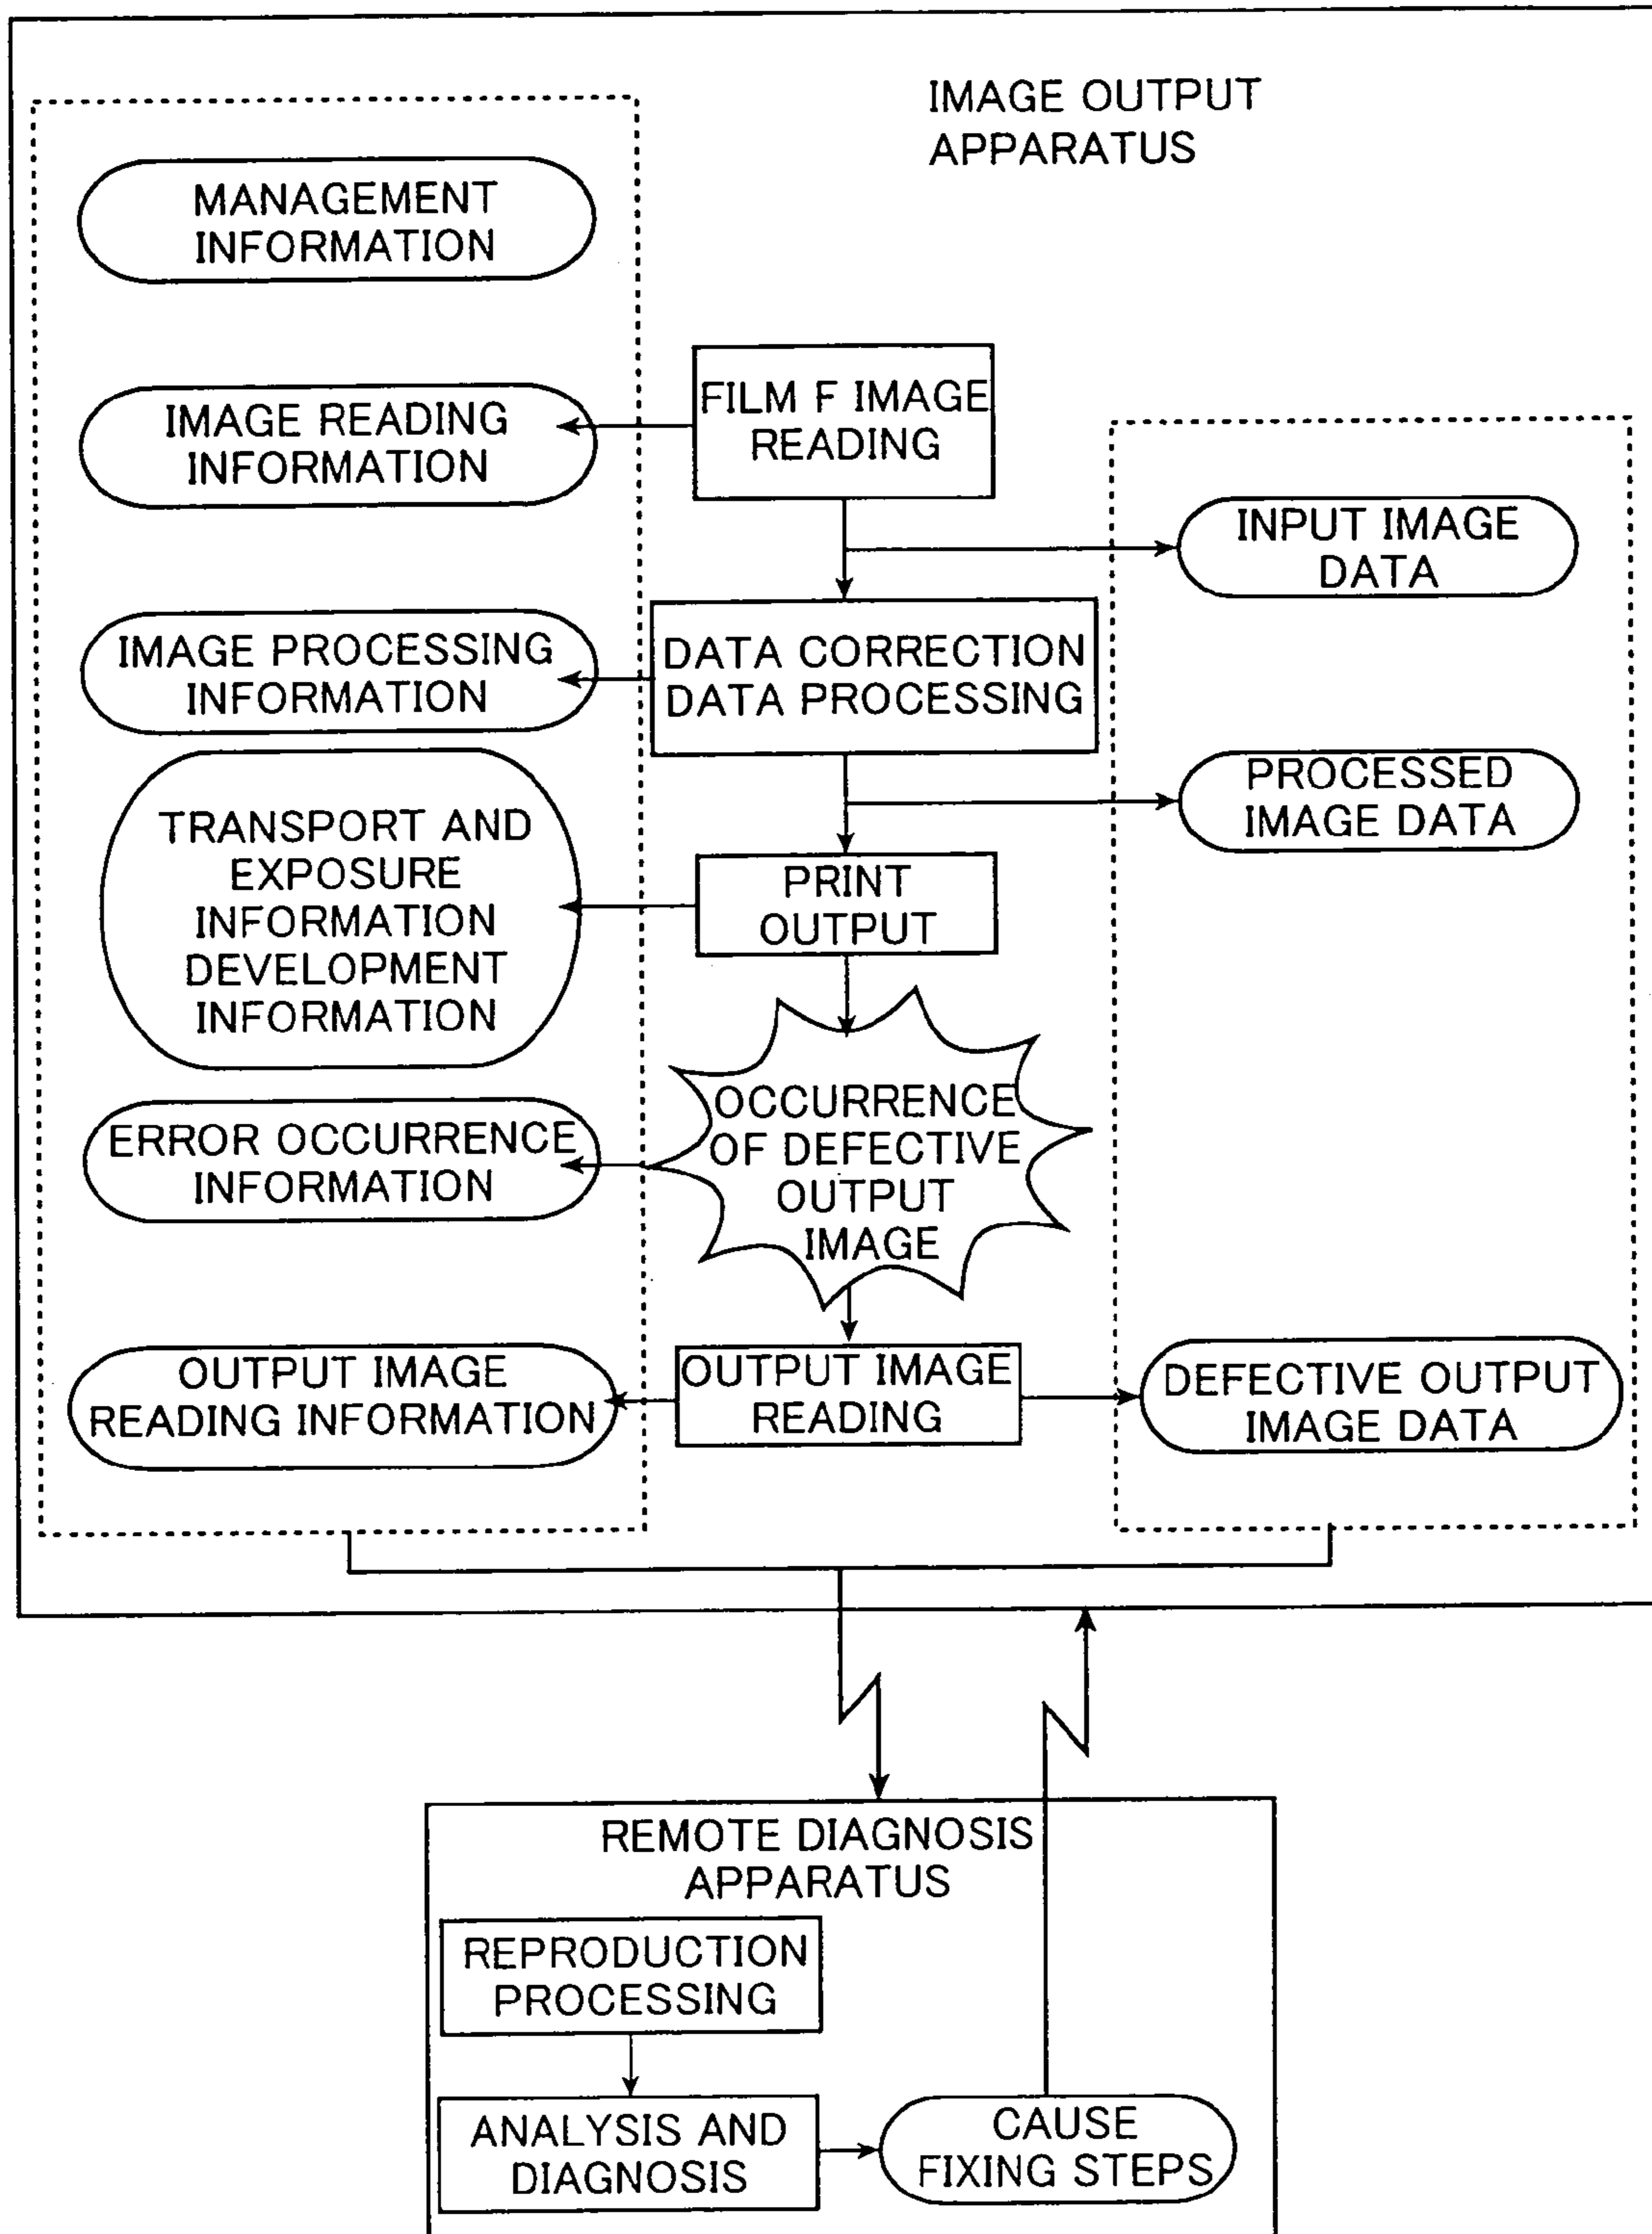 IMAGE OUTPUT
APPARATUS
MANAGEMENT
INFORMATION
FILM F IMAGE
READING
IMAGE READING
INFORMATION
INPUT IMAGE
DATA
DATA CORRECTION
DATA PROCESSING
IMAGE PROCESSING
INFORMATION
PROCESSED
IMAGE DATA
PRINT
OUTPUT
TRANSPORT AND
EXPOSURE
INFORMATION
DEVELOPMENT
INFORMATION
OCCURRENCE
OF DEFECTIVE
OUTPUT
IMAGE
ERROR OCCURRENCE
INFORMATION
OUTPUT IMAGE
READING
OUTPUT IMAGE
READING INFORMATION
DEFECTIVE OUTPUT
IMAGE DATA
REMOTE DIAGNOSIS
APPARATUS
REPRODUCTION
PROCESSING
ANALYSIS AND
DIAGNOSIS
CAUSE
FIXING STEPS